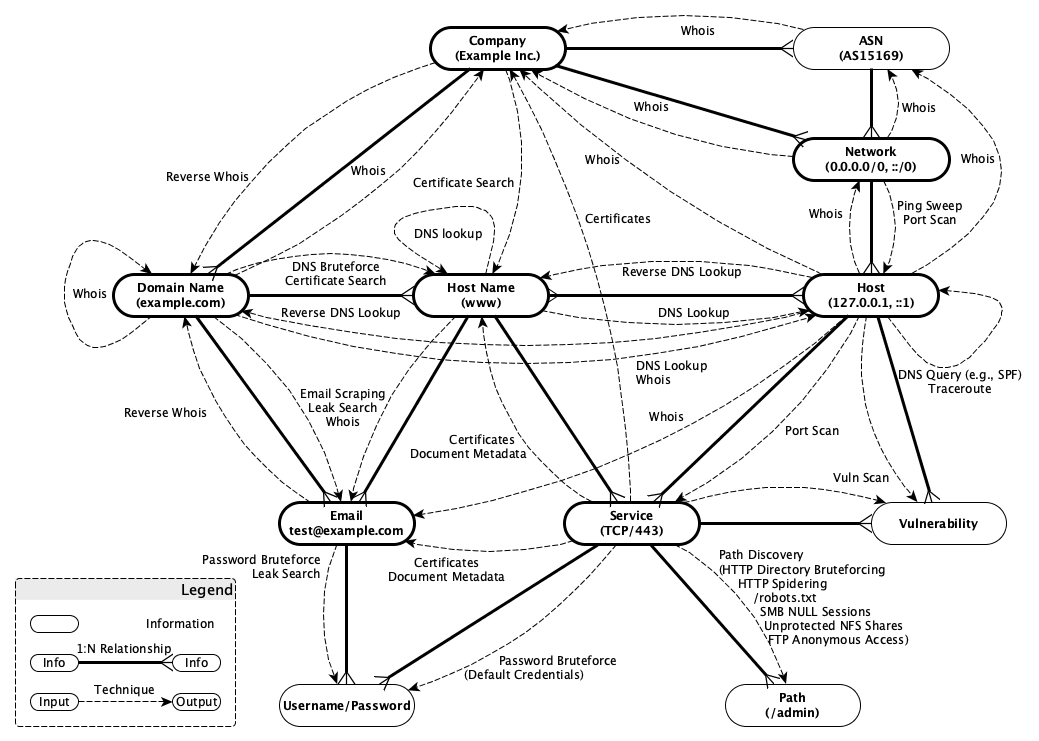 Company
(Example Inc.)
Whois
ASN
(AS15169)
Whois
Whois
Network
(0.0.0.0/0, ::/0)
Reverse Whois
Whois
Certificate Search
Whois
Whois
Whois
Ping Sweep
Port Scan
Certificates
DNS lookup
Whois
Domain Name
(example.com)
DNS Bruteforce
Certificate Search
Host Name
(www)
Reverse DNS Lookup
Host
(127.0.0.1, ::1)
Reverse DNS Lookup
DNS Lookup
DNS Lookup
Whois
DNS Query (e.g., SPF)
Traceroute
Reverse Whois
Email Scraping
Leak Search
Whois
Whois
Port Scan
Certificates
Document Metadata
Vuln Scan
Email
test@example.com
Service
(TCP/443)
Vulnerability
Password Bruteforce
Leak Search
Certificates
Document Metadata
Path Discovery
(HTTP Directory Bruteforcing
HTTP Spidering
/robots.txt
SMB NULL Sessions
Unprotected NFS Shares
FTP Anonymous Access)
Password Bruteforce
(Default Credentials)
Username/Password
Path
(/admin)
Legend
Information
1:N Relationship
Info
Info
Technique
Input
Output